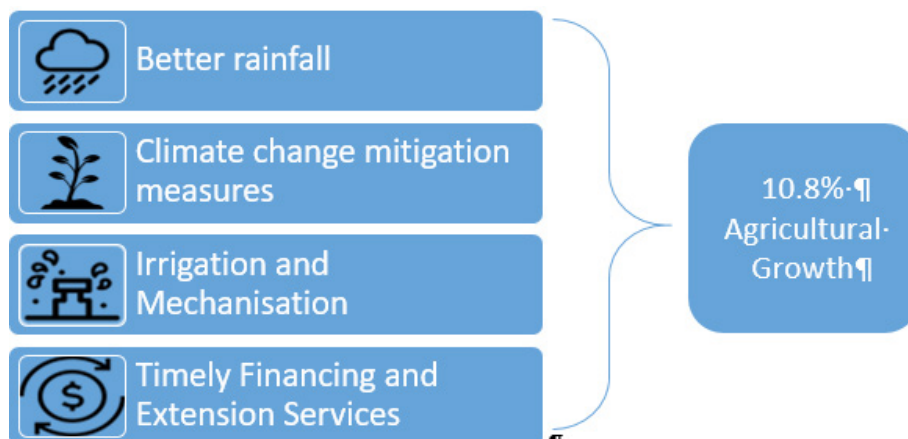 Better rainfall
Climate change mitigation
measures
Irrigation and
Mechanisation
Timely Financing and
Extension Services
¶
10.8%·¶
Agricultural·
Growth¶
$